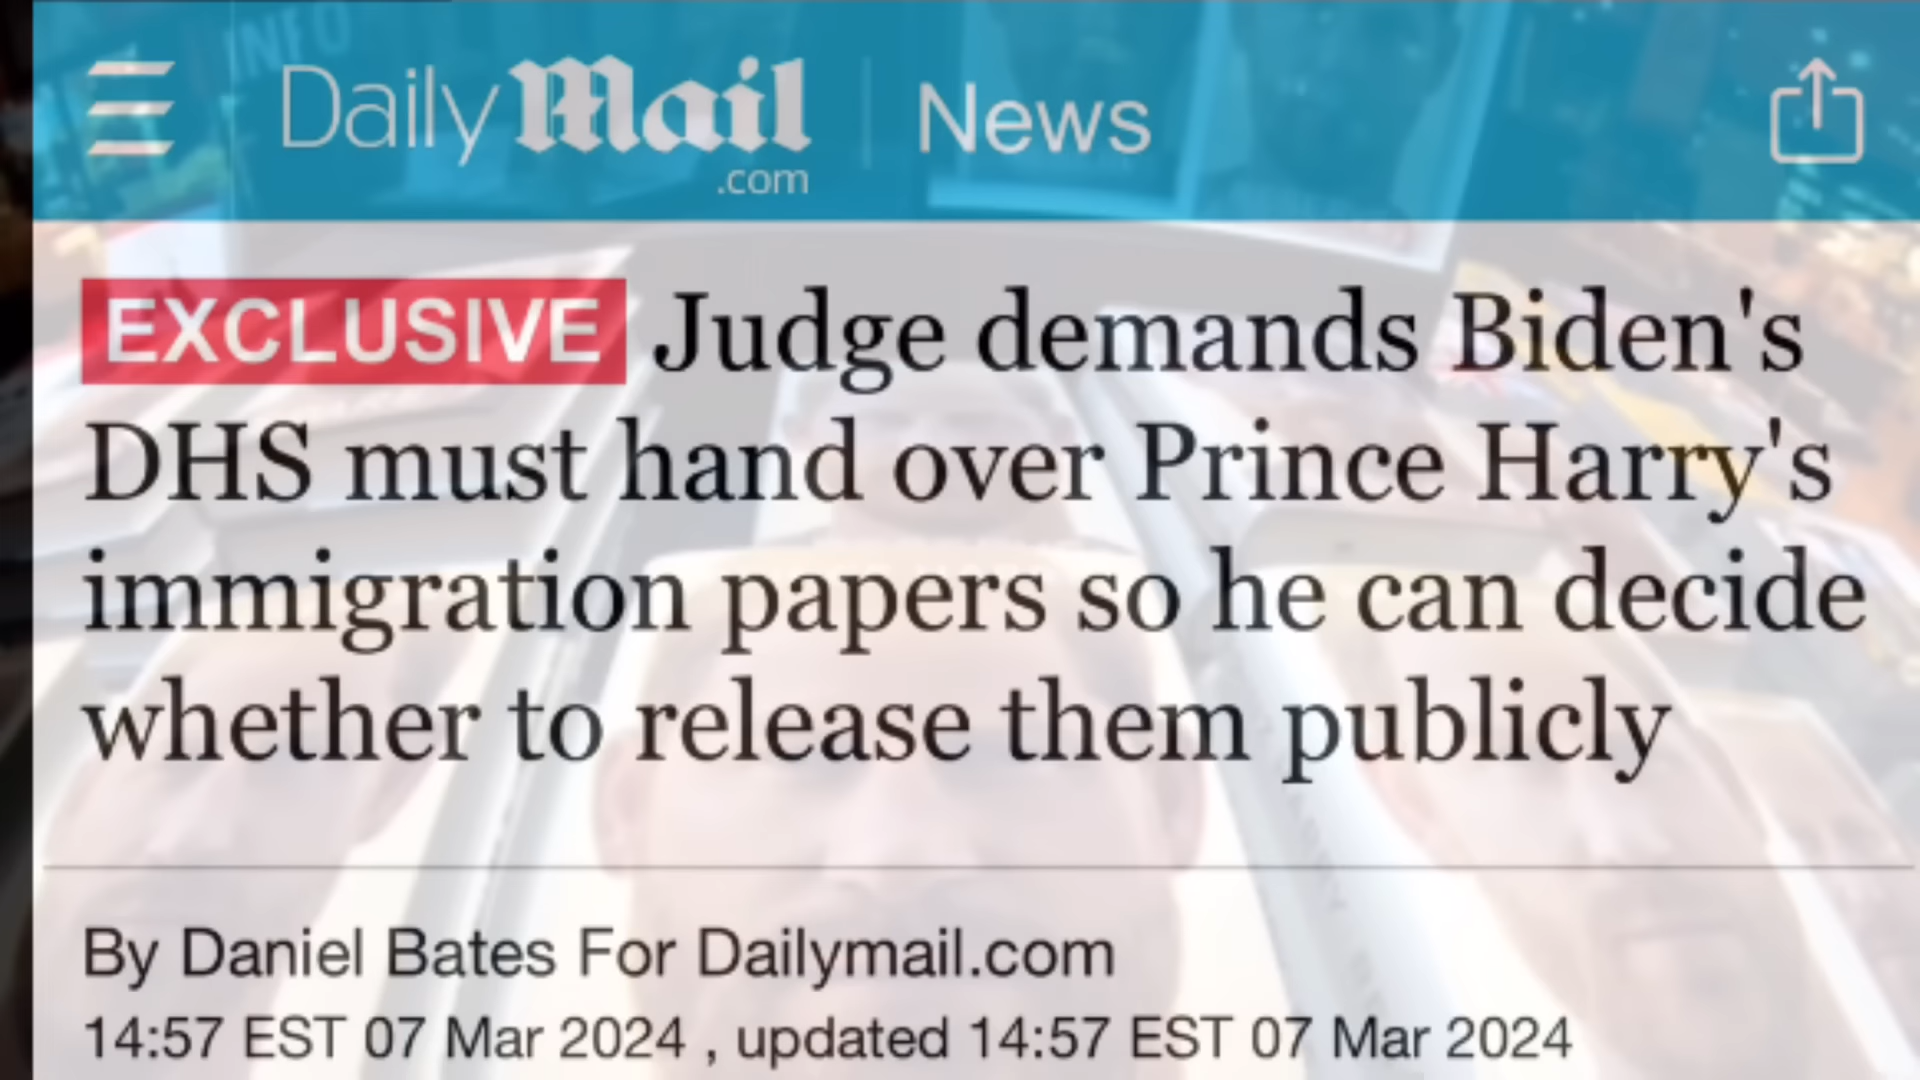 INFO
Daily Mail .com News
EXCLUSIVE Judge demands Biden's
DHS must hand over Prince Harry's
immigration papers so he can decide
whether to release them publicly
By Daniel Bates For Dailymail.com
14:57 EST 07 Mar 2024 , updated 14:57 EST 07 Mar 2024